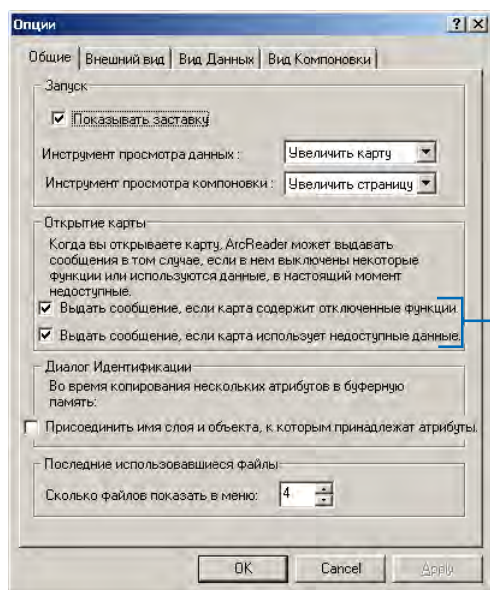 Опции
Общие Внешний вид Вид Данных Вид Компоновки
Запуск
Показывать заставку
Инструмент просмотра данных : Увеличить карту
Инструмент просмотра компоновки : Увеличить страницу
Открытие карты
Когда вы открываете карту, ArcReader может выдавать
сообщения в том случае, если в нем выключены некоторые
функции или используются данные, в настоящий момент
недоступные.
Выдать сообщение, если карта содержит отключенные функции.
Выдать сообщение, если карта использует недоступные данные.
Диалог Идентификации
Во время копирования нескольких атрибутов в буферную
память:
Присоединить имя слоя и объекта, к которым принадлежат атрибуты.
Последние использовавшиеся файлы
Сколько файлов показать в меню: 4
OK Cancel Apply